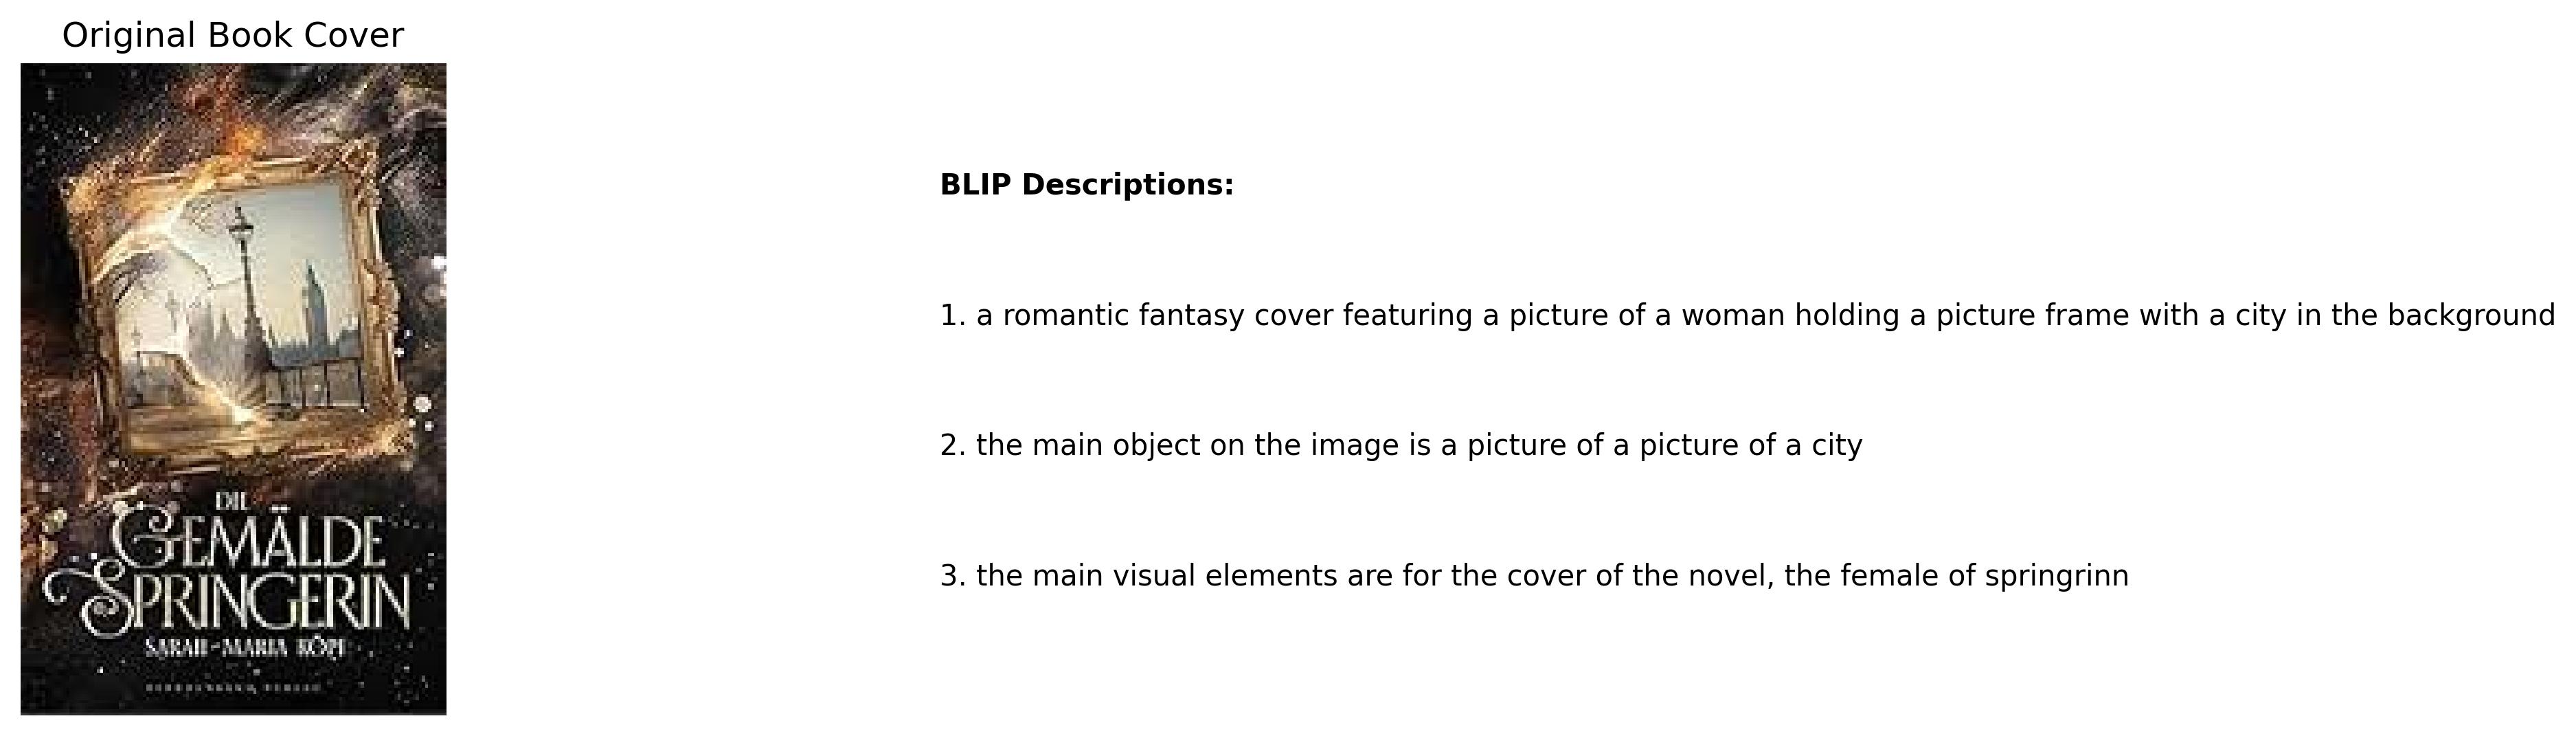 Original Book Cover
DIE
GEMÄLDE
SPRINGERIN
SARAH-MARIA KÖPF
BLIP Descriptions:
1. a romantic fantasy cover featuring a picture of a woman holding a picture frame with a city in the background
2. the main object on the image is a picture of a picture of a city
3. the main visual elements are for the cover of the novel, the female of springrinn